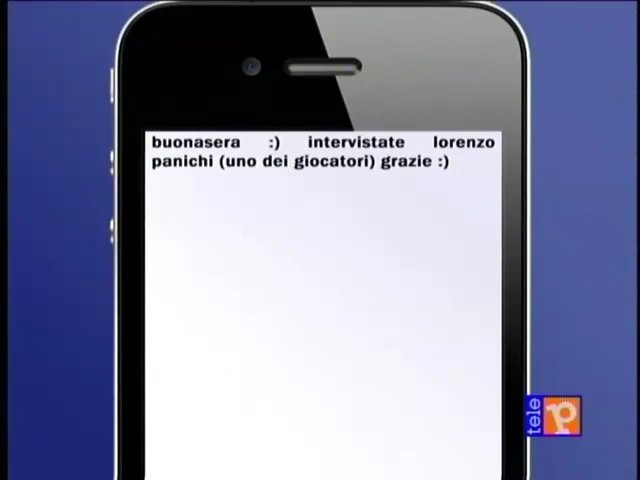 buonasera :) intervistate lorenzo
panichi (uno dei giocatori) grazie :)
tele p